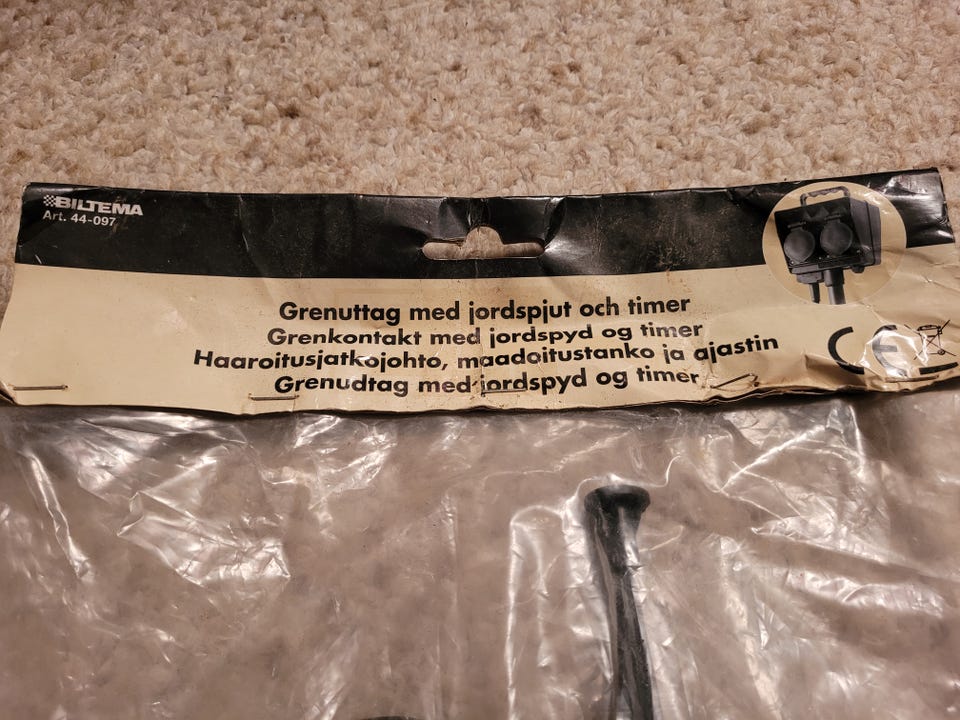 BILTEMA
Art. 44-097
Grenuttag med jordspjut och timer
Grenkontakt med jordspyd og timer
Haaroitusjatkojohto, maadoitustanko ja ajastin
Grenudtag med jordspyd og timer
CE